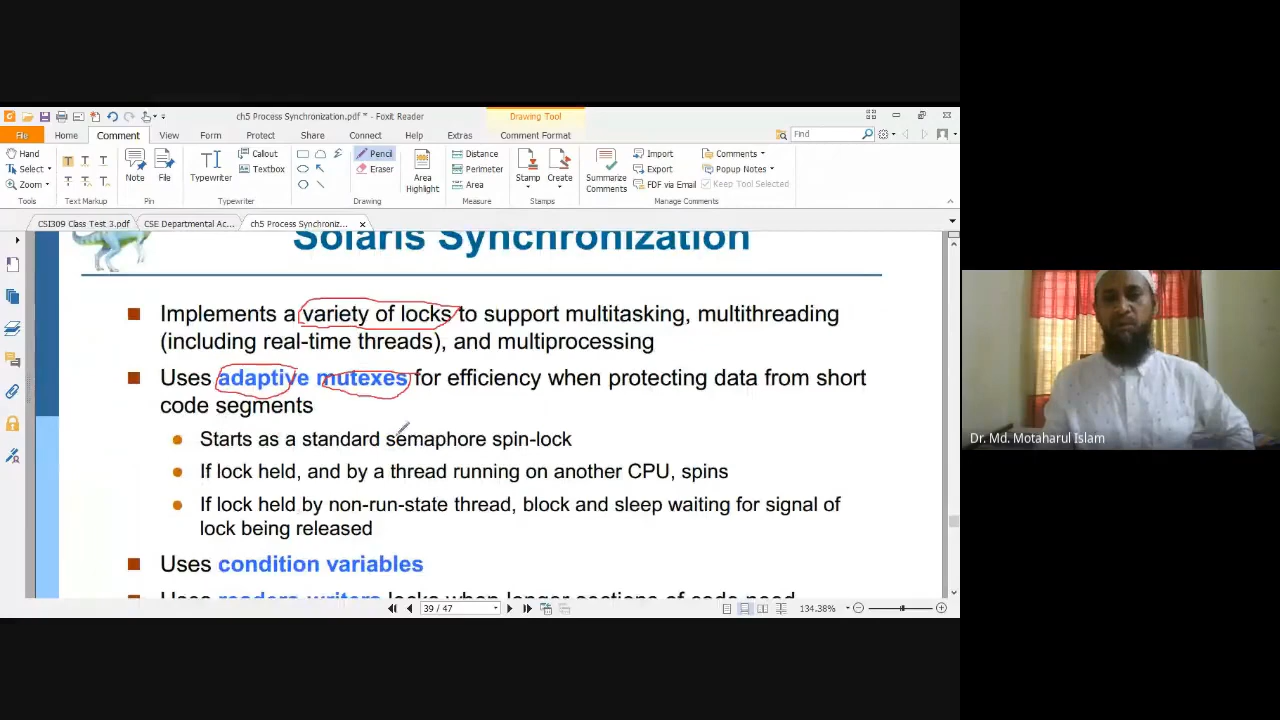 ch5 Process Synchronization.pdf * - Foxit Reader
Drawing Tool
File Home Comment View Form Protect Share Connect Help Extras Comment Format
Find
Hand
Select
Zoom
Tools
T T T
T T T
Text Markup
Note
File
Pin
Typewriter
Callout
Textbox
Typewriter
Pencil
Eraser
Drawing
Area
Highlight
Distance
Perimeter
Area
Measure
Stamp
Create
Stamps
Summarize
Comments
Import
Export
FDF via Email
Comments
Popup Notes
Keep Tool Selected
Manage Comments
CSI309 Class Test 3.pdf
CSE Departmental Ac...
ch5 Process Synchroniz...
Solaris Synchronization
Implements a variety of locks to support multitasking, multithreading
(including real-time threads), and multiprocessing
Uses adaptive mutexes for efficiency when protecting data from short
code segments
Starts as a standard semaphore spin-lock
If lock held, and by a thread running on another CPU, spins
If lock held by non-run-state thread, block and sleep waiting for signal of
lock being released
Uses condition variables
Uses readers-writers locks when longer sections of code need
39 / 47
134.38%
Dr. Md. Motaharul Islam